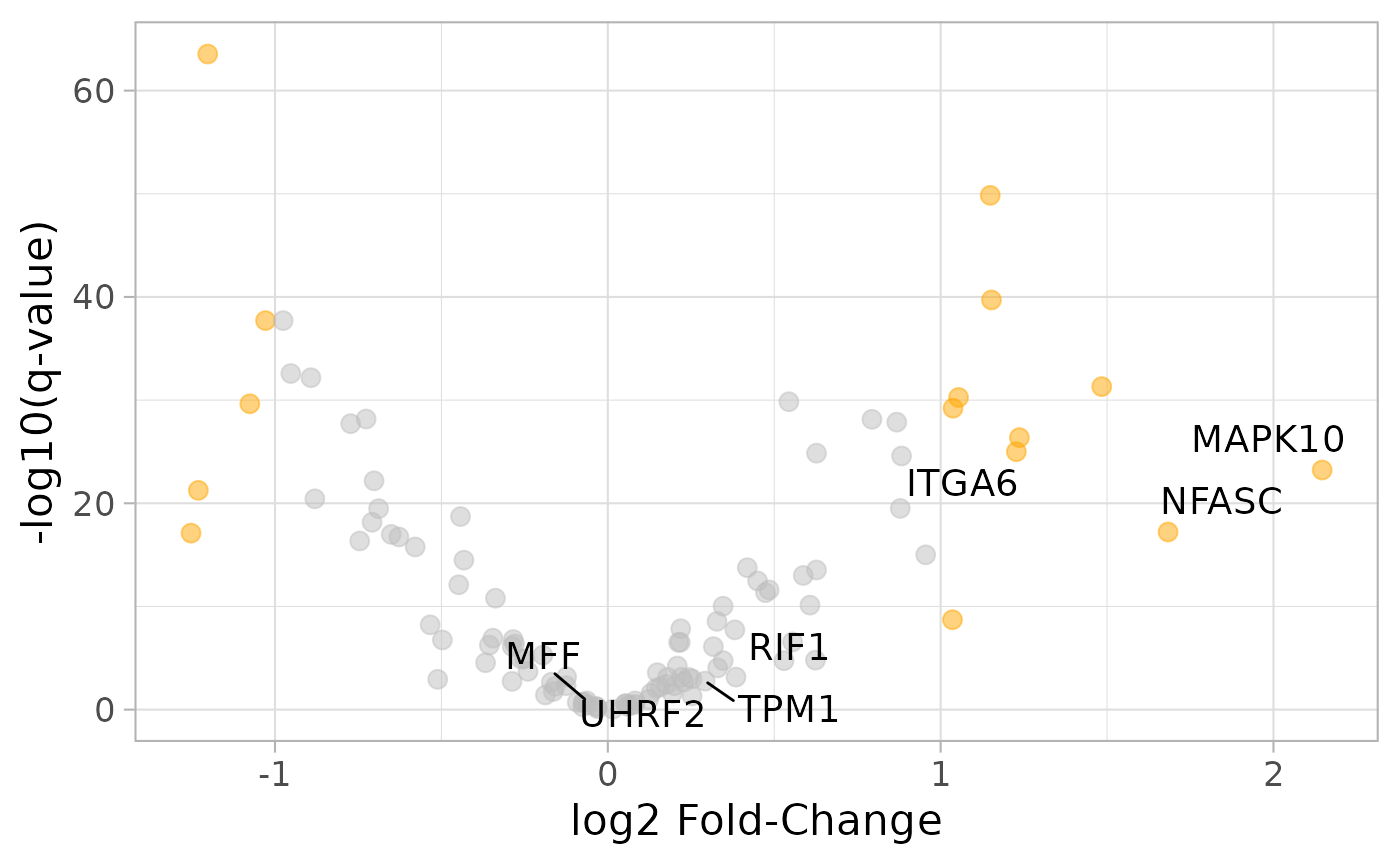 60
40
20
0
-log10(q-value)
MAPK10
ITGA6
NFASC
MFF
RIF1
UHRF2
TPM1
-1
0
1
2
log2 Fold-Change